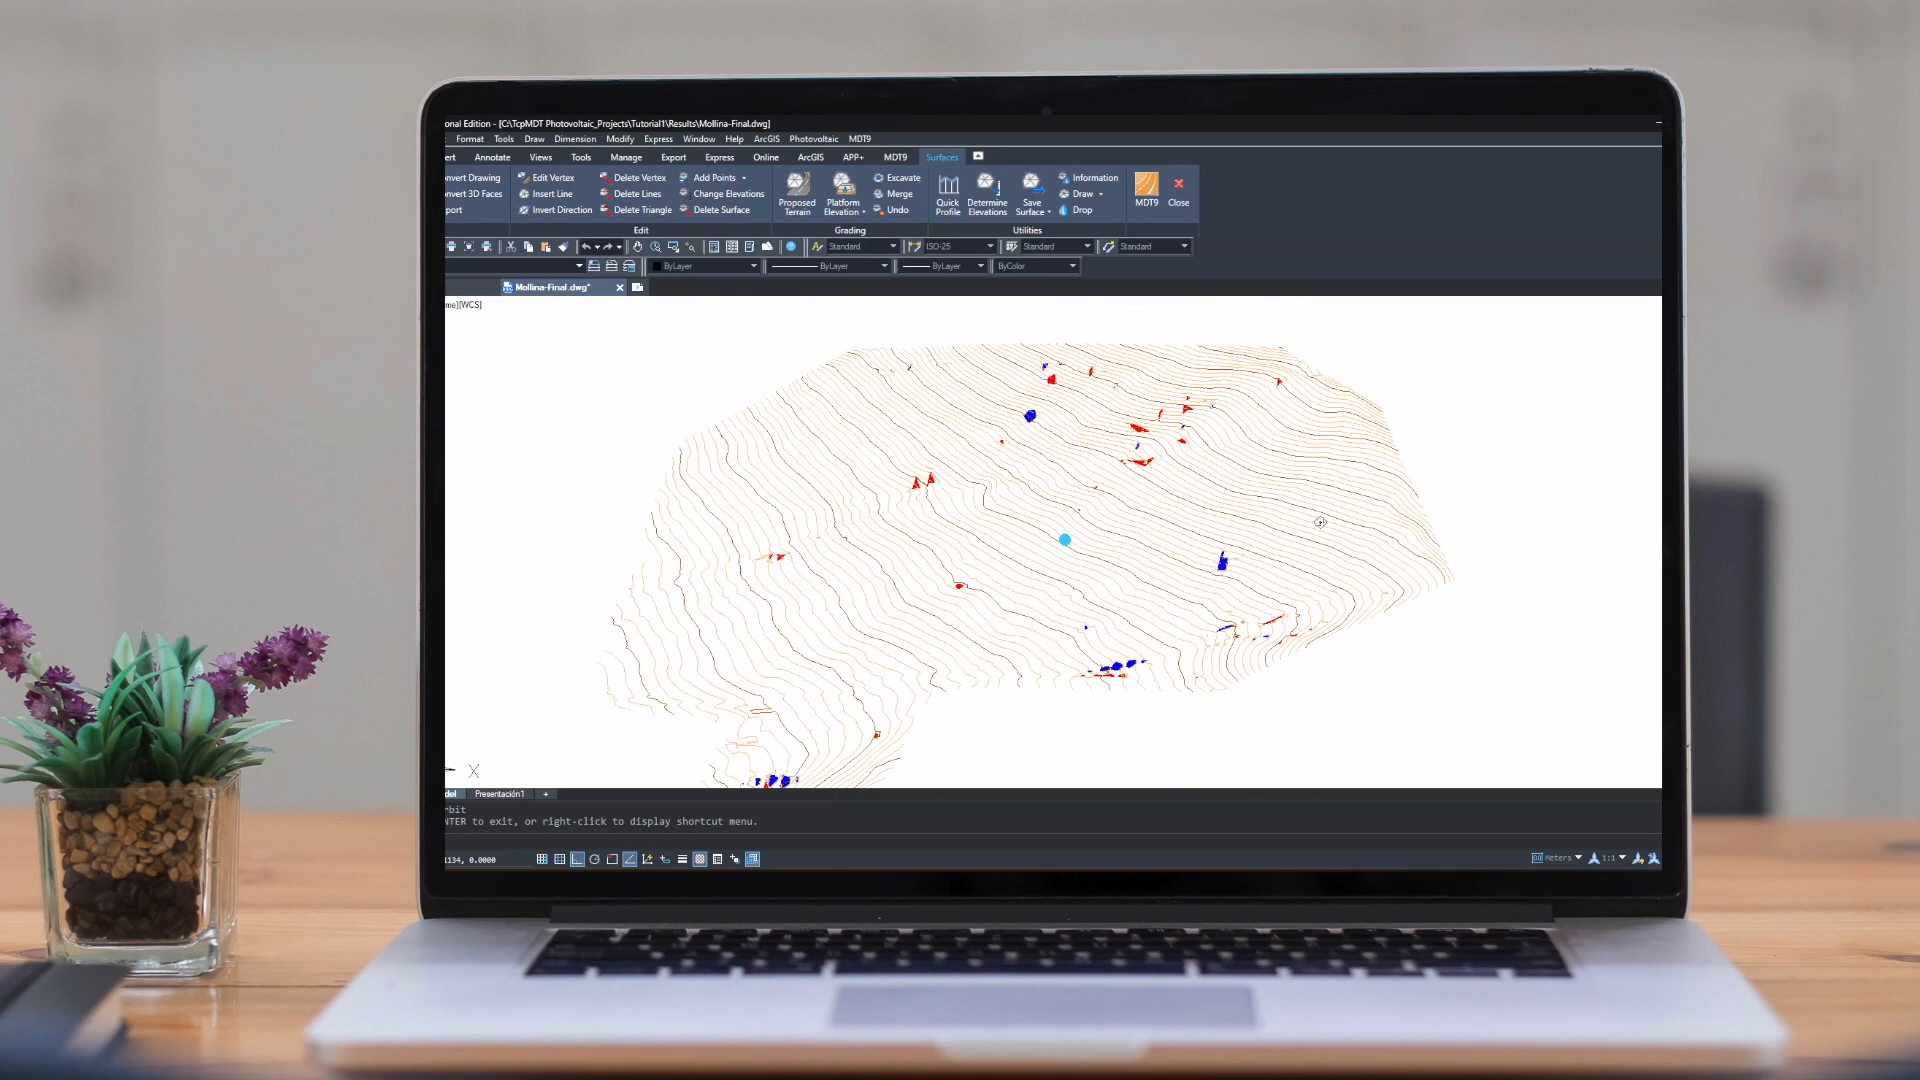 onal Edition - [C:\TcpMDT Photovoltaic_Projects\Tutorial1\Results\Mollina-Final.dwg]
Format Tools Draw Dimension Modify Express Window Help ArcGIS Photovoltaic MDT9
ert Annotate Views Tools Manage Export Express Online ArcGIS APP+ MDT9 Surfaces
nvert Drawing Edit Vertex Delete Vertex Add Points Excavate Information
nvert 3D Faces Insert Line Delete Lines Change Elevations Merge Draw
port Invert Direction Delete Triangle Delete Surface Undo Drop
Proposed Terrain Platform Elevation Quick Profile Determine Elevations Save Surface MDT9 Close
Edit Grading Utilities
Standard ISO-25 Standard Standard
ByLayer ByLayer ByLayer ByColor
Mollina-Final.dwg*
me][WCS]
X
del Presentación1 +
rbit
NTER to exit, or right-click to display shortcut menu.
1134, 0.0000 Meters 1:1